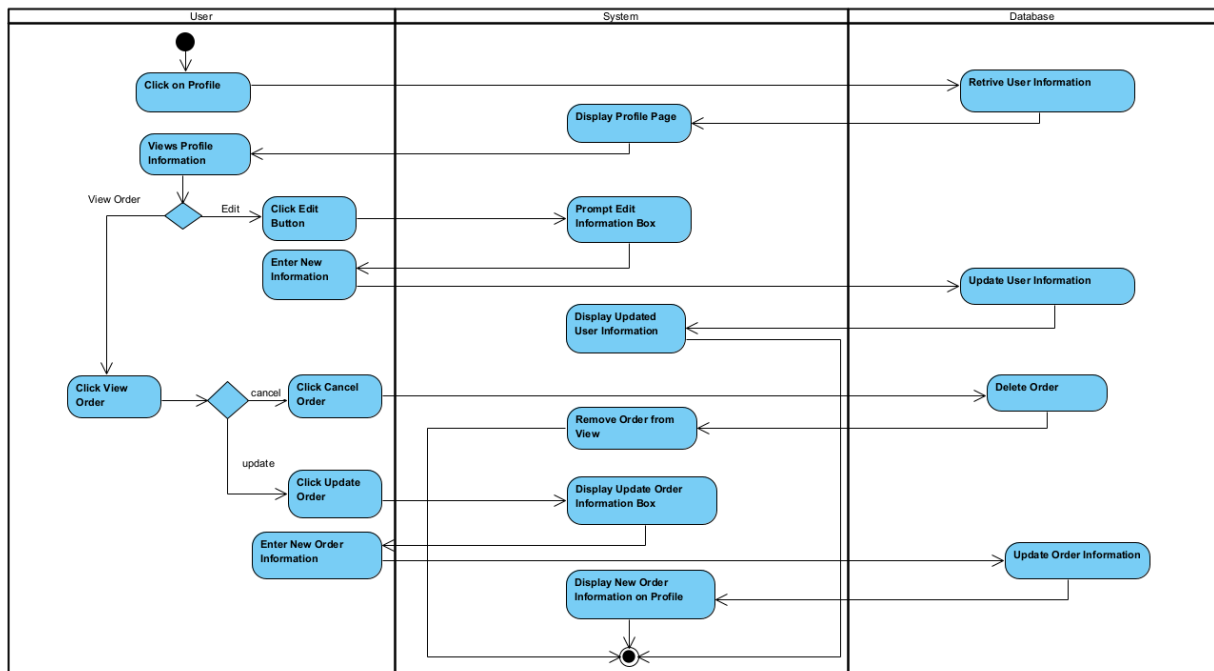 User
System
Database
Click on Profile
Retrive User Information
Display Profile Page
Views Profile
Information
View Order
Edit
Click Edit
Button
Prompt Edit
Information Box
Enter New
Information
Update User Information
Display Updated
User Information
Click View
Order
cancel
Click Cancel
Order
Delete Order
Remove Order from
View
update
Click Update
Order
Display Update Order
Information Box
Enter New Order
Information
Update Order Information
Display New Order
Information on Profile